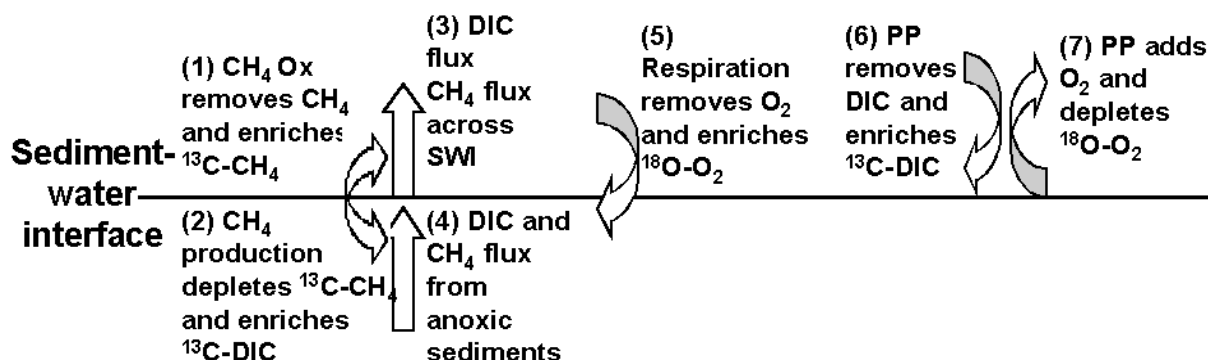 Sediment-
water
interface
(1) CH₄ Ox
removes CH₄
and enriches
¹³C-CH₄
(2) CH₄
production
depletes ¹³C-CH₄
and enriches
¹³C-DIC
(3) DIC
flux
CH₄ flux
across
SWI
(4) DIC and
CH₄ flux
from
anoxic
sediments
(5)
Respiration
removes O₂
and enriches
¹⁸O-O₂
(6) PP
removes
DIC and
enriches
¹³C-DIC
(7) PP adds
O₂ and
depletes
¹⁸O-O₂